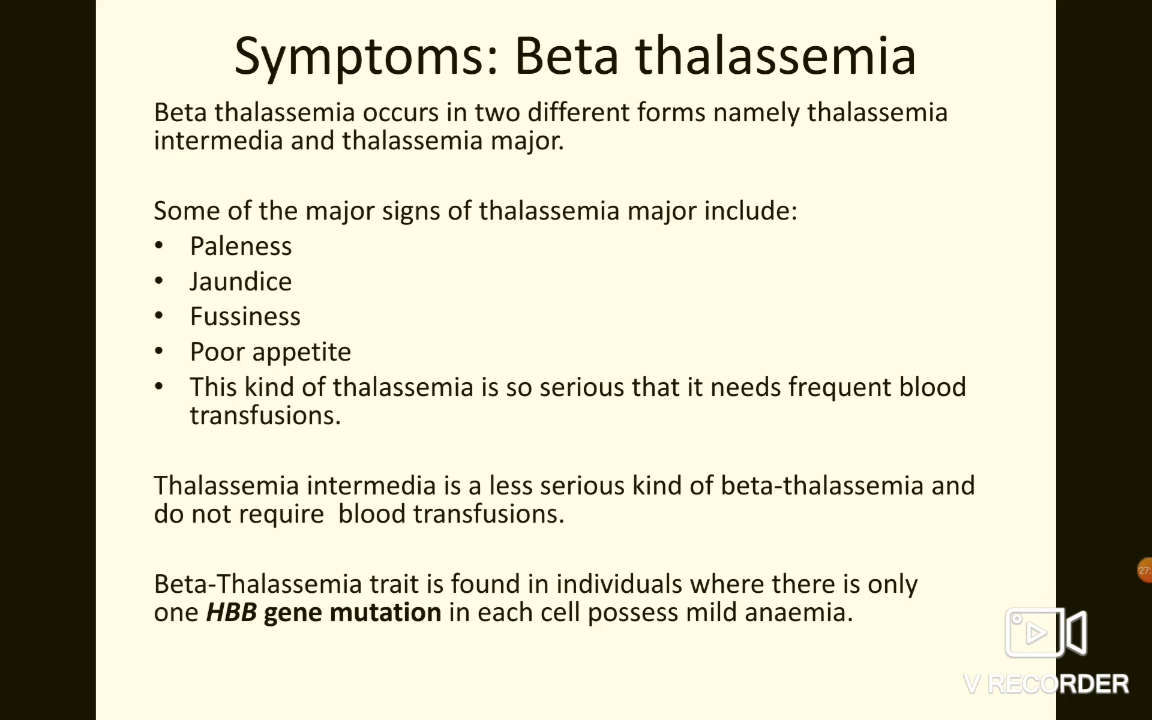 Symptoms: Beta thalassemia
Beta thalassemia occurs in two different forms namely thalassemia
intermedia and thalassemia major.
Some of the major signs of thalassemia major include:
• Paleness
• Jaundice
• Fussiness
• Poor appetite
• This kind of thalassemia is so serious that it needs frequent blood
transfusions.
Thalassemia intermedia is a less serious kind of beta-thalassemia and
do not require  blood transfusions.
Beta-Thalassemia trait is found in individuals where there is only
one HBB gene mutation in each cell possess mild anaemia.
V RECORDER